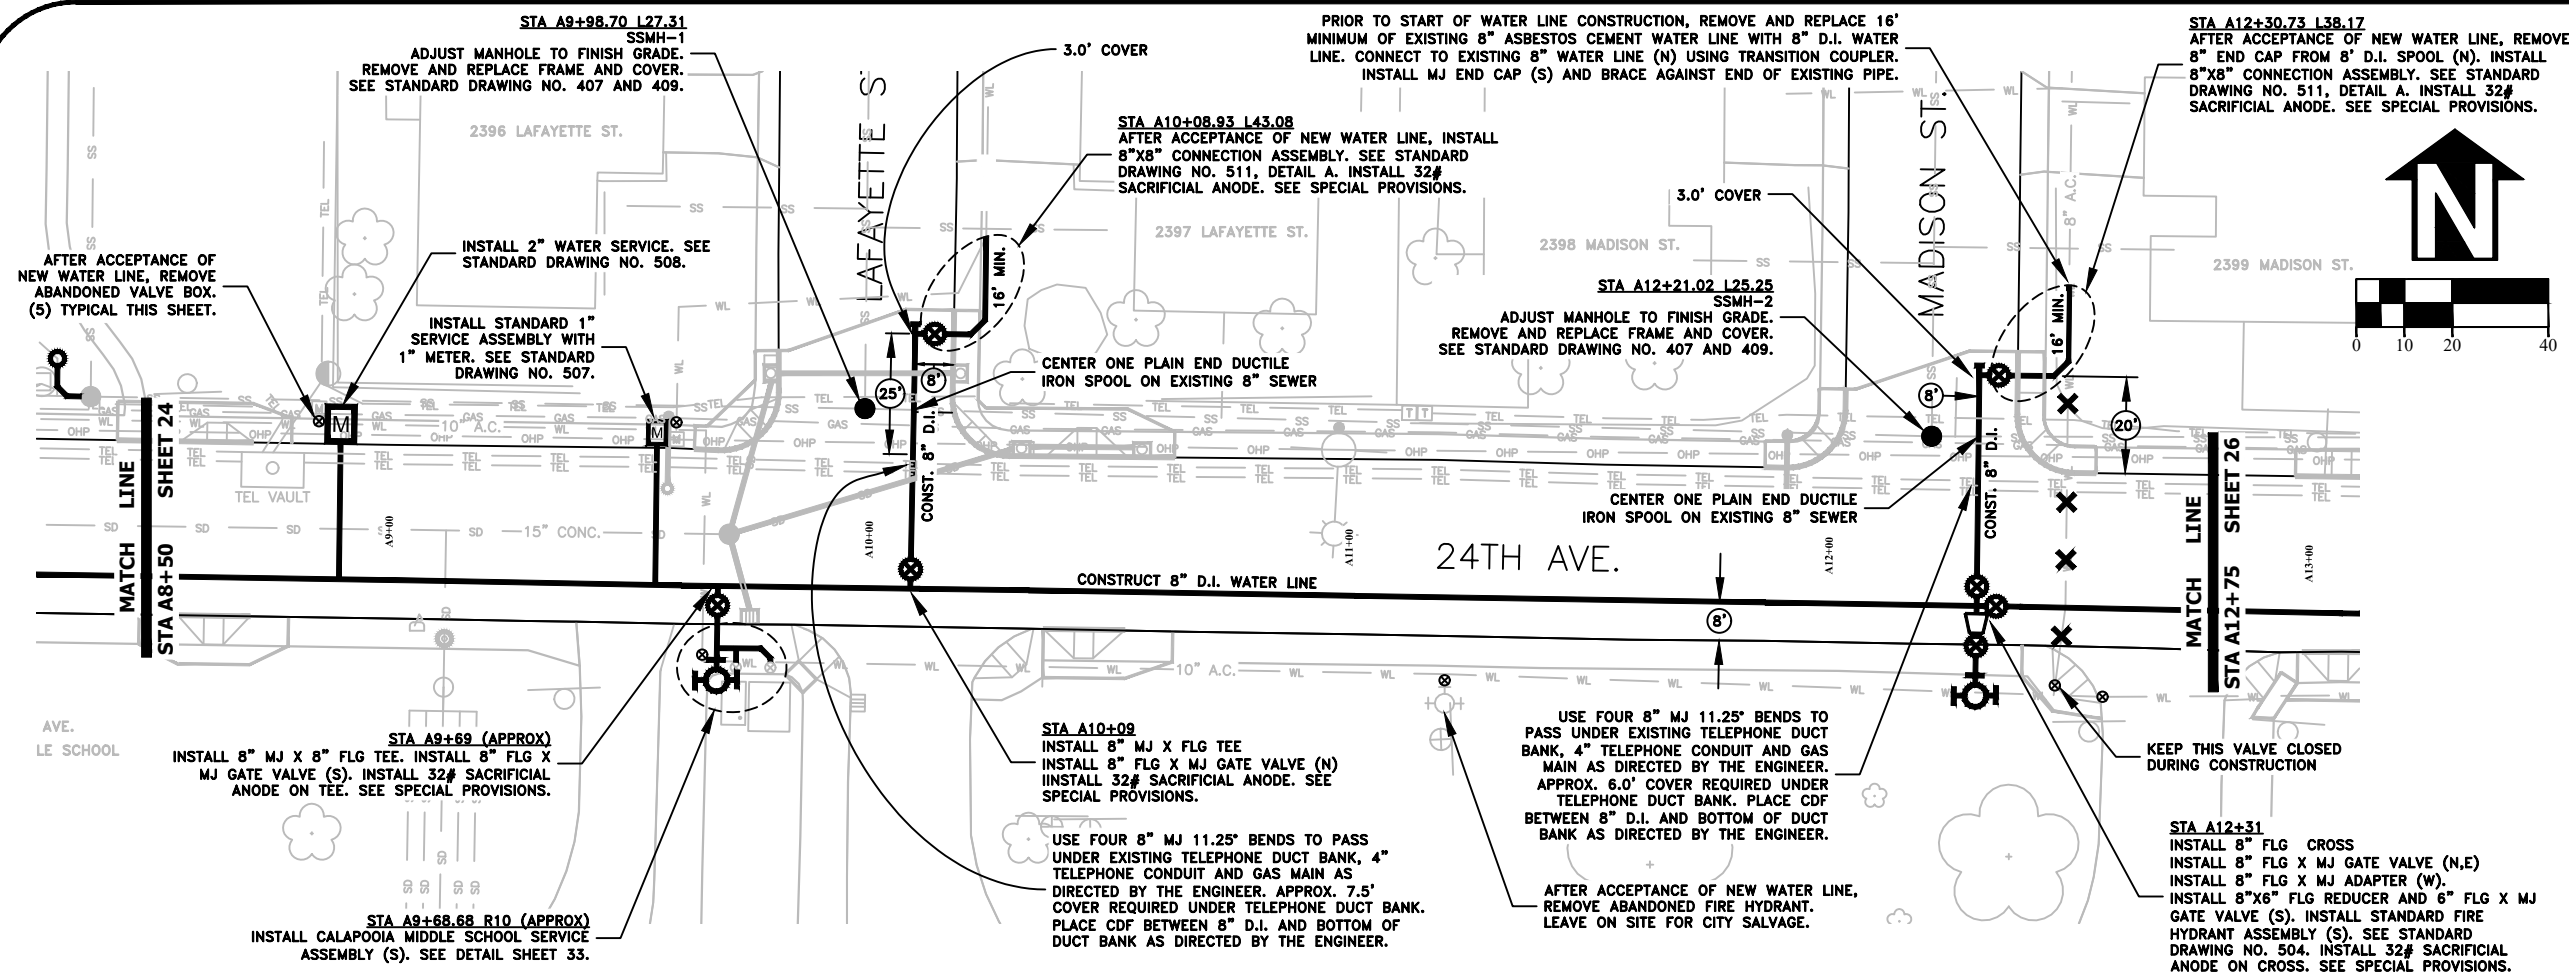 STA A9+98.70 L27.31
SSMH-1
ADJUST MANHOLE TO FINISH GRADE.
REMOVE AND REPLACE FRAME AND COVER.
SEE STANDARD DRAWING NO. 407 AND 409.
3.0' COVER
PRIOR TO START OF WATER LINE CONSTRUCTION, REMOVE AND REPLACE 16'
MINIMUM OF EXISTING 8" ASBESTOS CEMENT WATER LINE WITH 8" D.I. WATER
LINE. CONNECT TO EXISTING 8" WATER LINE (N) USING TRANSITION COUPLER.
INSTALL MJ END CAP (S) AND BRACE AGAINST END OF EXISTING PIPE.
STA A12+30.73 L38.17
AFTER ACCEPTANCE OF NEW WATER LINE, REMOVE
8" END CAP FROM 8' D.I. SPOOL (N). INSTALL
8"X8" CONNECTION ASSEMBLY. SEE STANDARD
DRAWING NO. 511, DETAIL A. INSTALL 32#
SACRIFICIAL ANODE. SEE SPECIAL PROVISIONS.
2396 LAFAYETTE ST.
LAFAYETTE S
STA A10+08.93 L43.08
AFTER ACCEPTANCE OF NEW WATER LINE, INSTALL
8"X8" CONNECTION ASSEMBLY. SEE STANDARD
DRAWING NO. 511, DETAIL A. INSTALL 32#
SACRIFICIAL ANODE. SEE SPECIAL PROVISIONS.
3.0' COVER
MADISON ST.
8" A.C.
N
2397 LAFAYETTE ST.
2398 MADISON ST.
2399 MADISON ST.
AFTER ACCEPTANCE OF
NEW WATER LINE, REMOVE
ABANDONED VALVE BOX.
(5) TYPICAL THIS SHEET.
INSTALL 2" WATER SERVICE. SEE
STANDARD DRAWING NO. 508.
INSTALL STANDARD 1"
SERVICE ASSEMBLY WITH
1" METER. SEE STANDARD
DRAWING NO. 507.
16' MIN.
STA A12+21.02 L25.25
SSMH-2
ADJUST MANHOLE TO FINISH GRADE.
REMOVE AND REPLACE FRAME AND COVER.
SEE STANDARD DRAWING NO. 407 AND 409.
16' MIN.
0 10 20 40
CENTER ONE PLAIN END DUCTILE
IRON SPOOL ON EXISTING 8" SEWER
25'
8'
8'
20'
M
M
10" A.C.
TEL VAULT
15" CONC.
CONST. 8" D.I.
CONST. 8" D.I.
CENTER ONE PLAIN END DUCTILE
IRON SPOOL ON EXISTING 8" SEWER
MATCH LINE
STA A8+50 SHEET 24
A9+00
A10+00
A11+00
A12+00
A13+00
MATCH LINE
STA A12+75 SHEET 26
24TH AVE.
CONSTRUCT 8" D.I. WATER LINE
8'
10" A.C.
AVE.
LE SCHOOL
STA A9+69 (APPROX)
INSTALL 8" MJ X 8" FLG TEE. INSTALL 8" FLG X
MJ GATE VALVE (S). INSTALL 32# SACRIFICIAL
ANODE ON TEE. SEE SPECIAL PROVISIONS.
STA A10+09
INSTALL 8" MJ X FLG TEE
INSTALL 8" FLG X MJ GATE VALVE (N)
IINSTALL 32# SACRIFICIAL ANODE. SEE
SPECIAL PROVISIONS.
USE FOUR 8" MJ 11.25° BENDS TO
PASS UNDER EXISTING TELEPHONE DUCT
BANK, 4" TELEPHONE CONDUIT AND GAS
MAIN AS DIRECTED BY THE ENGINEER.
APPROX. 6.0' COVER REQUIRED UNDER
TELEPHONE DUCT BANK. PLACE CDF
BETWEEN 8" D.I. AND BOTTOM OF DUCT
BANK AS DIRECTED BY THE ENGINEER.
KEEP THIS VALVE CLOSED
DURING CONSTRUCTION
USE FOUR 8" MJ 11.25° BENDS TO PASS
UNDER EXISTING TELEPHONE DUCT BANK, 4"
TELEPHONE CONDUIT AND GAS MAIN AS
DIRECTED BY THE ENGINEER. APPROX. 7.5'
COVER REQUIRED UNDER TELEPHONE DUCT BANK.
PLACE CDF BETWEEN 8" D.I. AND BOTTOM OF
DUCT BANK AS DIRECTED BY THE ENGINEER.
AFTER ACCEPTANCE OF NEW WATER LINE,
REMOVE ABANDONED FIRE HYDRANT.
LEAVE ON SITE FOR CITY SALVAGE.
STA A12+31
INSTALL 8" FLG CROSS
INSTALL 8" FLG X MJ GATE VALVE (N,E)
INSTALL 8" FLG X MJ ADAPTER (W).
INSTALL 8"X6" FLG REDUCER AND 6" FLG X MJ
GATE VALVE (S). INSTALL STANDARD FIRE
HYDRANT ASSEMBLY (S). SEE STANDARD
DRAWING NO. 504. INSTALL 32# SACRIFICIAL
ANODE ON CROSS. SEE SPECIAL PROVISIONS.
STA A9+68.68 R10 (APPROX)
INSTALL CALAPOOIA MIDDLE SCHOOL SERVICE
ASSEMBLY (S). SEE DETAIL SHEET 33.